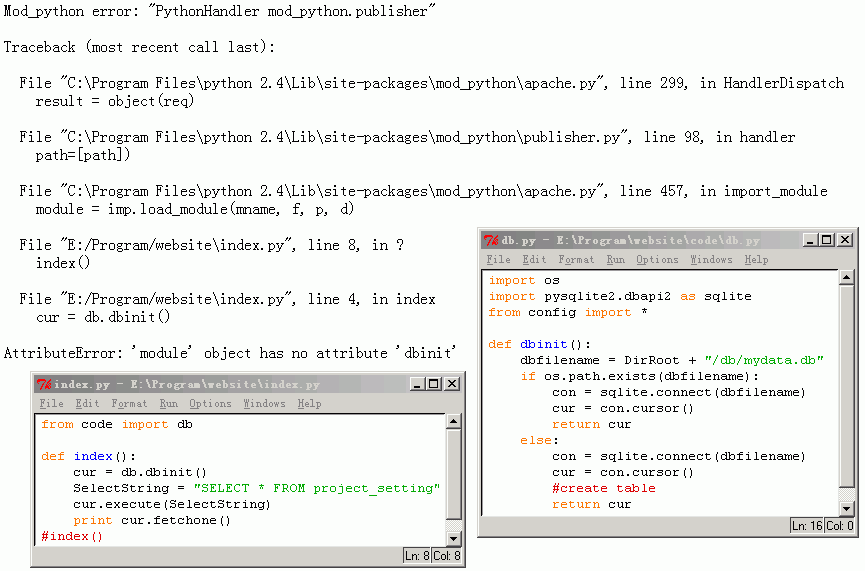 Mod_python error: "PythonHandler mod_python.publisher"
Traceback (most recent call last):
File "C:\Program Files\python 2.4\Lib\site-packages\mod_python\apache.py", line 299, in HandlerDispatch
result = object(req)
File "C:\Program Files\python 2.4\Lib\site-packages\mod_python\publisher.py", line 98, in handler
path=[path])
File "C:\Program Files\python 2.4\Lib\site-packages\mod_python\apache.py", line 457, in import_module
module = imp.load_module(mname, f, p, d)
File "E:/Program/website\index.py", line 8, in ?
index()
File "E:/Program/website\index.py", line 4, in index
cur = db.dbinit()
AttributeError: 'module' object has no attribute 'dbinit'
index.py - E:\Program\website\index.py
File Edit Format Run Options Windows Help
from code import db
def index():
cur = db.dbinit()
SelectString = "SELECT * FROM project_setting"
cur.execute(SelectString)
print cur.fetchone()
#index()
Ln: 8 Col: 8
db.py - E:\Program\website\code\db.py
File Edit Format Run Options Windows Help
import os
import pysqlite2.dbapi2 as sqlite
from config import *
def dbinit():
dbfilename = DirRoot + "/db/mydata.db"
if os.path.exists(dbfilename):
con = sqlite.connect(dbfilename)
cur = con.cursor()
return cur
else:
con = sqlite.connect(dbfilename)
cur = con.cursor()
#create table
return cur
Ln: 16 Col: 0